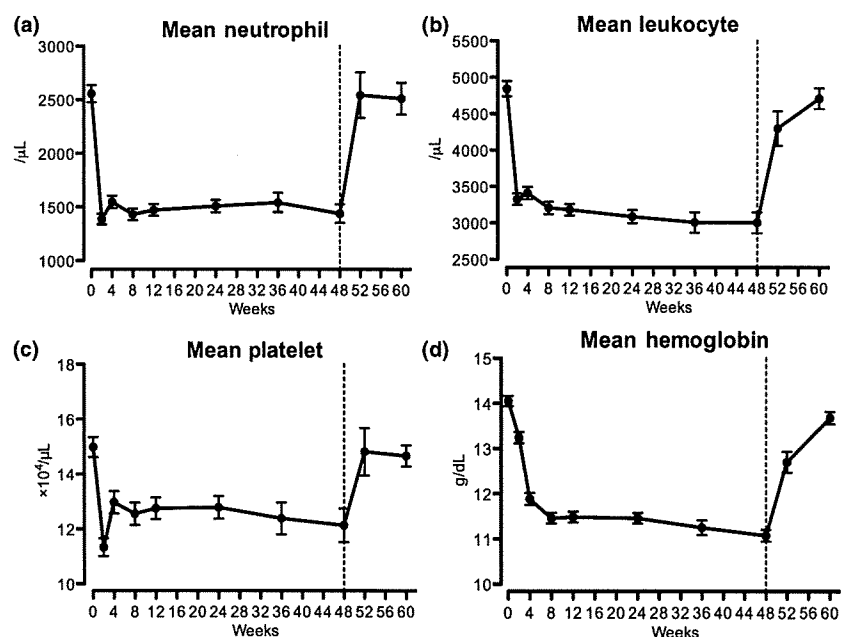 (a) Mean neutrophil
3000
2500
2000
1500
1000
/μL
0 4 8 12 16 20 24 28 32 36 40 44 48 52 56 60
Weeks
(b) Mean leukocyte
5500
5000
4500
4000
3500
3000
2500
/μL
0 4 8 12 16 20 24 28 32 36 40 44 48 52 56 60
Weeks
(c) Mean platelet
18
16
14
12
10
×10⁴/μL
0 4 8 12 16 20 24 28 32 36 40 44 48 52 56 60
Weeks
(d) Mean hemoglobin
15
14
13
12
11
10
g/dL
0 4 8 12 16 20 24 28 32 36 40 44 48 52 56 60
Weeks